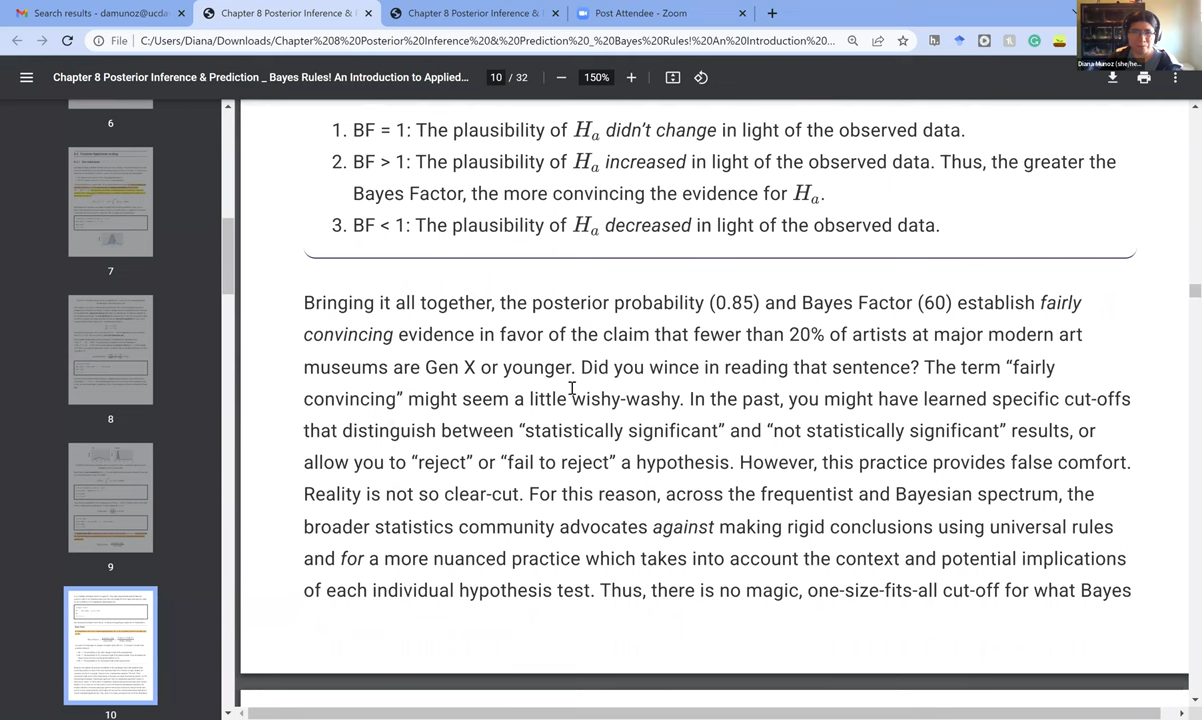 Search results - damunoz@ucda
Chapter 8 Posterior Inference &
Chapter 8 Posterior Inference &
Post Attendee - Zoom
File
C:/Users/Diana/Downloads/Chapter%208%20Posterior%20Inference%20&%20Prediction%20_%20Bayes%20Rules!%20An%20Introduction%20...
Diana Munoz (she/he...
Chapter 8 Posterior Inference & Prediction _ Bayes Rules! An Introduction to Applied...
10 / 32
150%
6
7
8
9
10
1. BF = 1: The plausibility of Ha didn't change in light of the observed data.
2. BF > 1: The plausibility of Ha increased in light of the observed data. Thus, the greater the
Bayes Factor, the more convincing the evidence for Ha.
3. BF < 1: The plausibility of Ha decreased in light of the observed data.
Bringing it all together, the posterior probability (0.85) and Bayes Factor (60) establish fairly
convincing evidence in favor of the claim that fewer than 20% of artists at major modern art
museums are Gen X or younger. Did you wince in reading that sentence? The term “fairly
convincing” might seem a little wishy-washy. In the past, you might have learned specific cut-offs
that distinguish between “statistically significant” and “not statistically significant” results, or
allow you to “reject” or “fail to reject” a hypothesis. However, this practice provides false comfort.
Reality is not so clear-cut. For this reason, across the frequentist and Bayesian spectrum, the
broader statistics community advocates against making rigid conclusions using universal rules
and for a more nuanced practice which takes into account the context and potential implications
of each individual hypothesis test. Thus, there is no magic, one-size-fits-all cut-off for what Bayes